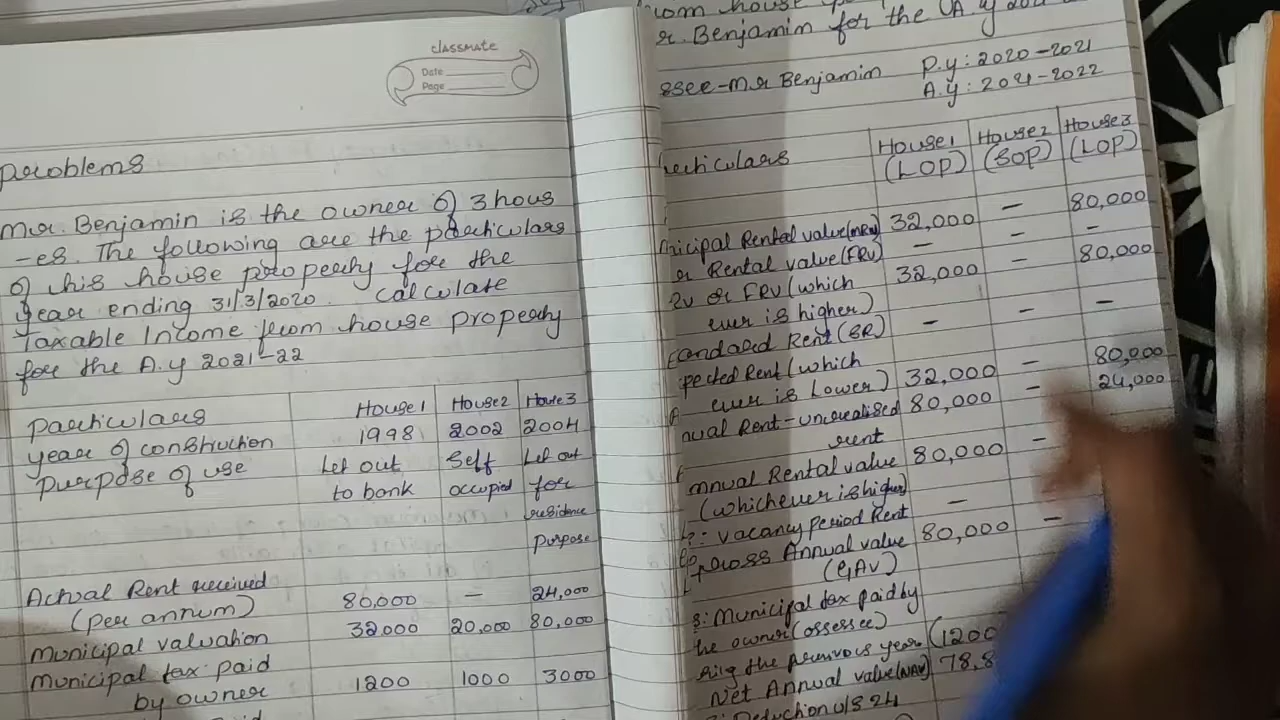 classmate
Date
Page
Problems
Mr. Benjamin is the owner of 3 hous
-es. The following are the particulars
of his house property for the
year ending 31/3/2020. Calculate
Taxable Income from house property
for the A.y 2021-22
particulars House1 House2 House3
year of construction 1998 2002 2004
purpose of use Let out Self Let out
to bank occupied for
residence
purpose
Actual Rent received
(per annum) 80,000 — 24,000
Municipal valuation 32000 20,000 80,000
Municipal tax paid
by owner 1200 1000 3000
from house
r. Benjamin for the A.y
ssee-Mr Benjamin P.y: 2020-2021
A.y: 2021-2022
rticulars House1 House2 House3
(LOP) (SOP) (LOP)
nicipal Rental value(MRV) 32,000 — 80,000
r Rental value(FRV) — — -
RV or FRV (which 32,000 — 80,000
ever is higher)
andared Rent(SR) — — —
pected Rent (which
ever is Lower) 32,000 — 80,000
nual Rent-unrealised 80,000 — 24,000
rent
nnual Rental value 80,000 —
(whichever is higher)
: vacancy period Rent —
Gross Annual value 80,000 —
(GAV)
s: Municipal tax paid by
he owner(assessee)
ring the previous year (1200
Net Annual value(NAV) 78,8
: Deduction u/s 24